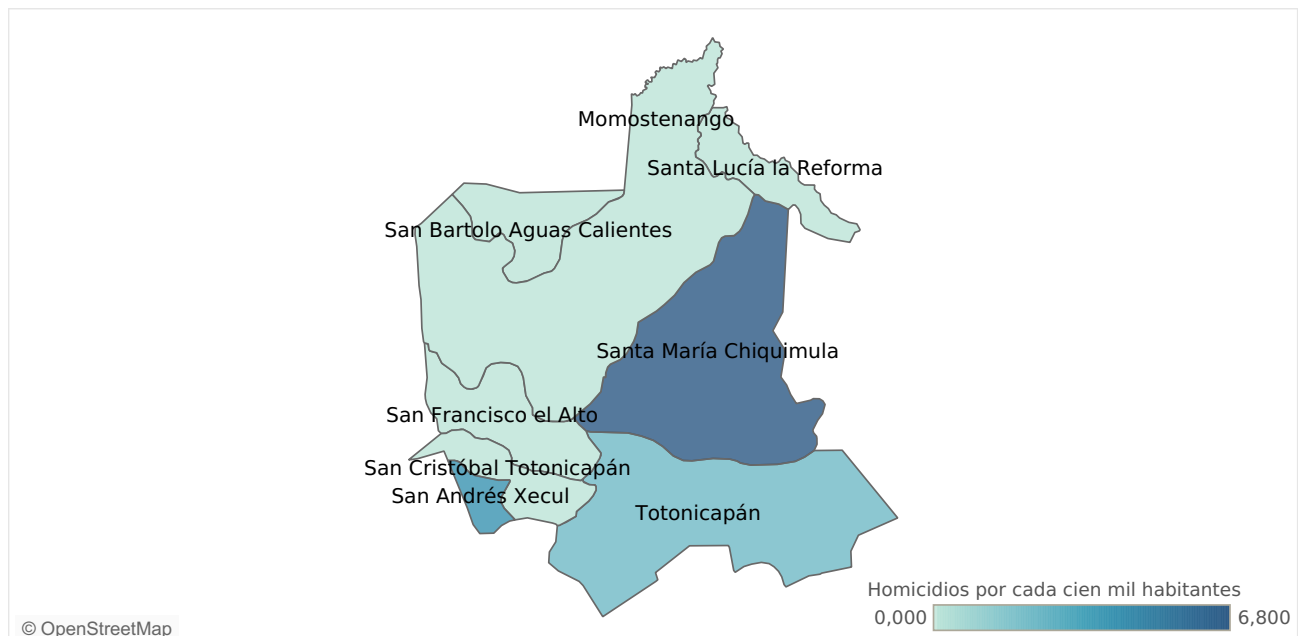 Momostenango
Santa Lucía la Reforma
San Bartolo Aguas Calientes
Santa María Chiquimula
San Francisco el Alto
San Cristóbal Totonicapán
San Andrés Xecul
Totonicapán
Homicidios por cada cien mil habitantes
0,000 6,800
© OpenStreetMap